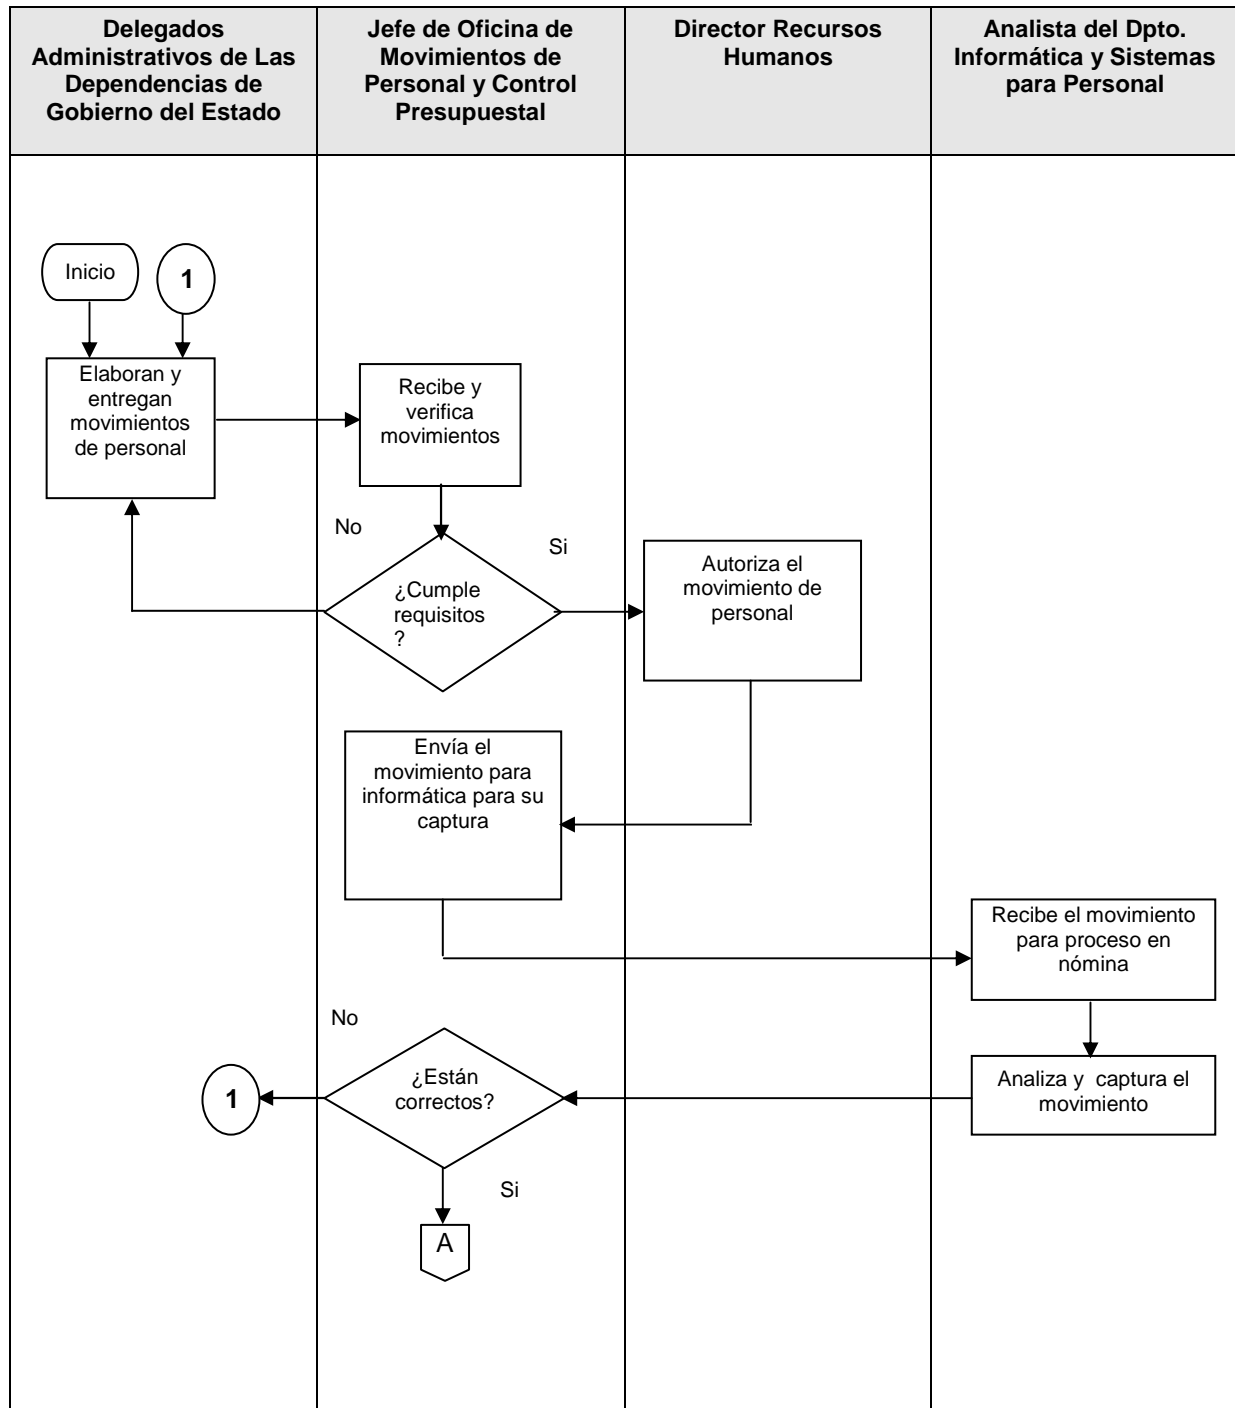 Delegados
Administrativos de Las
Dependencias de
Gobierno del Estado
Jefe de Oficina de
Movimientos de
Personal y Control
Presupuestal
Director Recursos
Humanos
Analista del Dpto.
Informática y Sistemas
para Personal
Inicio
1
Elaboran y
entregan
movimientos
de personal
Recibe y
verifica
movimientos
No
Si
¿Cumple
requisitos
?
Autoriza el
movimiento de
personal
Envía el
movimiento para
informática para su
captura
Recibe el movimiento
para proceso en
nómina
Analiza y captura el
movimiento
No
¿Están
correctos?
1
Si
A